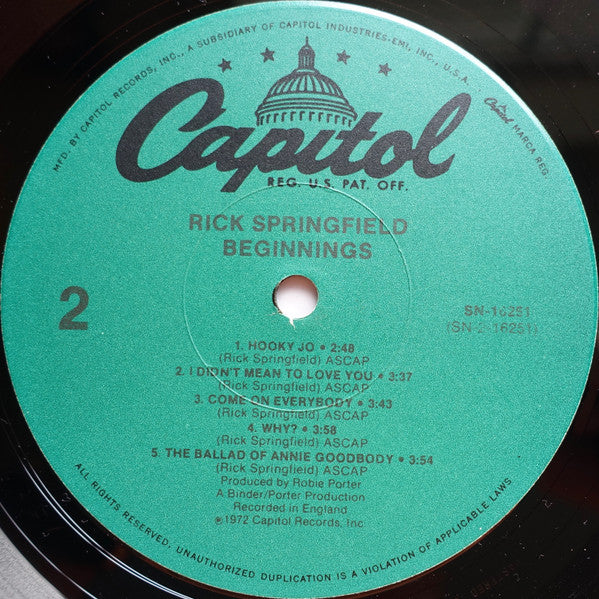 MFD. BY CAPITOL RECORDS, INC., A SUBSIDIARY OF CAPITOL INDUSTRIES-EMI, INC., U.S.A. • Capitol MARCA REG.
Capitol
REG. U.S. PAT. OFF.
RICK SPRINGFIELD
BEGINNINGS
2
SN-16251
(SN-2-16251)
1. HOOKY JO • 2:48
(Rick Springfield) ASCAP
2. I DIDN'T MEAN TO LOVE YOU • 3:37
(Rick Springfield) ASCAP
3. COME ON EVERYBODY • 3:43
(Rick Springfield) ASCAP
4. WHY? • 3:58
(Rick Springfield) ASCAP
5. THE BALLAD OF ANNIE GOODBODY • 3:54
(Rick Springfield) ASCAP
Produced by Robie Porter
A Binder/Porter Production
Recorded in England
℗1972 Capitol Records, Inc.
ALL RIGHTS RESERVED. UNAUTHORIZED DUPLICATION IS A VIOLATION OF APPLICABLE LAWS